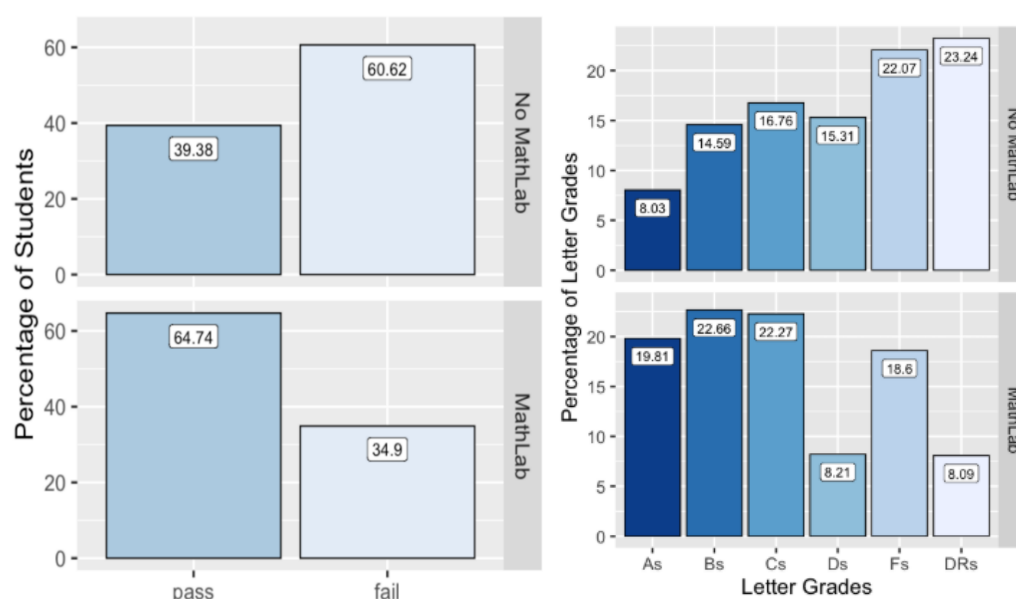 Percentage of Students
60
40
20
0
39.38
60.62
No MathLab
60
40
20
0
64.74
34.9
MathLab
pass
fail
Percentage of Letter Grades
20
15
10
5
0
8.03
14.59
16.76
15.31
22.07
23.24
No MathLab
20
15
10
5
0
19.81
22.66
22.27
8.21
18.6
8.09
MathLab
As
Bs
Cs
Ds
Fs
DRs
Letter Grades